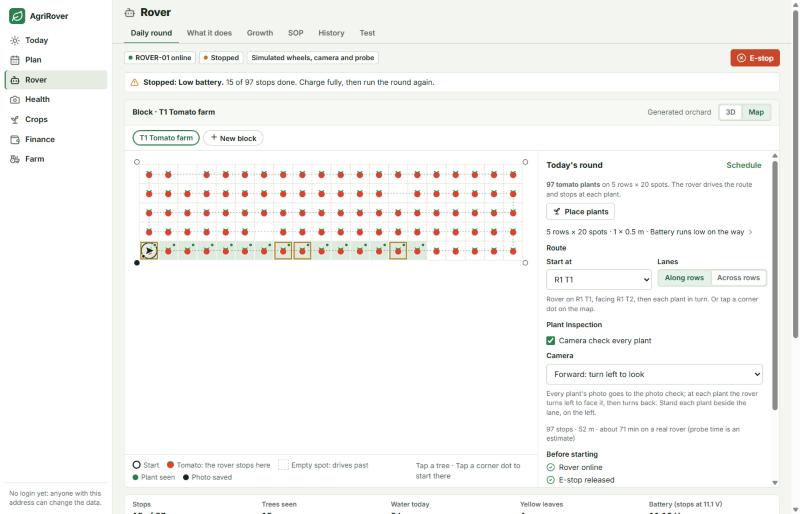 AgriRover
Today
Plan
Rover
Health
Crops
Finance
Farm
No login yet: anyone with this
address can change the data.
Rover
Daily round
What it does
Growth
SOP
History
Test
ROVER-01 online
Stopped
Simulated wheels, camera and probe
E-stop
Stopped: Low battery. 15 of 97 stops done. Charge fully, then run the round again.
Block · T1 Tomato farm
Generated orchard
3D
Map
T1 Tomato farm
+ New block
Start
Tomato: the rover stops here
Empty spot: drives past
Plant seen
Photo saved
Tap a tree · Tap a corner dot to
start there
Today's round
Schedule
97 tomato plants on 5 rows × 20 spots. The rover drives the route
and stops at each plant.
Place plants
5 rows × 20 spots · 1 × 0.5 m · Battery runs low on the way
Route
Start at
Lanes
R1 T1
Along rows
Across rows
Rover on R1 T1, facing R1 T2, then each plant in turn. Or tap a corner
dot on the map.
Plant Inspection
Camera check every plant
Camera
Forward: turn left to look
Every plant's photo goes to the photo check; at each plant the rover
turns left to face it, then turns back. Stand each plant beside the
lane, on the left.
97 stops · 52 m · about 71 min on a real rover (probe time is an
estimate)
Before starting
Rover online
E-stop released
Stops
Trees seen
Water today
Yellow leaves
Battery (stops at 11.1 V)